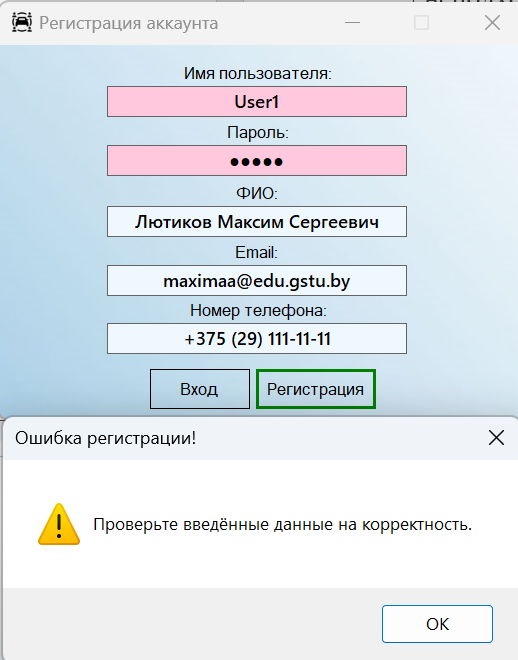 Регистрация аккаунта
Имя пользователя:
User1
Пароль:
●●●●●
ФИО:
Лютиков Максим Сергеевич
Email:
maximaa@edu.gstu.by
Номер телефона:
+375 (29) 111-11-11
Вход Регистрация
Ошибка регистрации!
Проверьте введённые данные на корректность.
OK